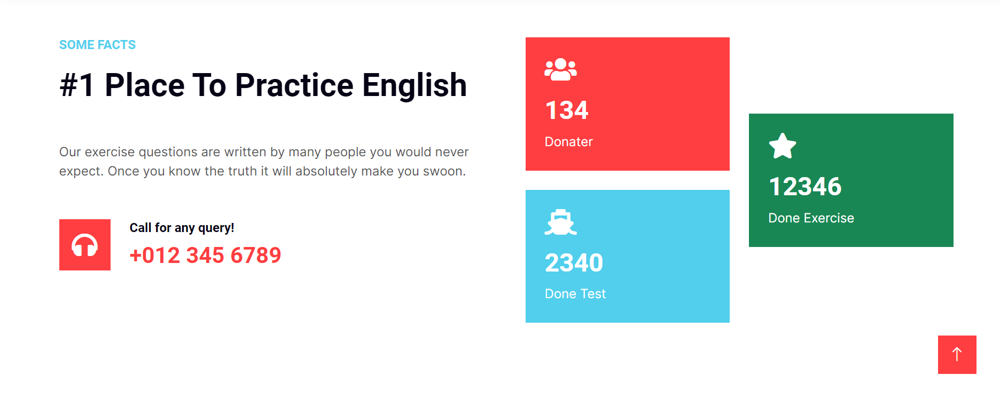 SOME FACTS
#1 Place To Practice English
Our exercise questions are written by many people you would never
expect. Once you know the truth it will absolutely make you swoon.
Call for any query!
+012 345 6789
134
Donater
2340
Done Test
12346
Done Exercise